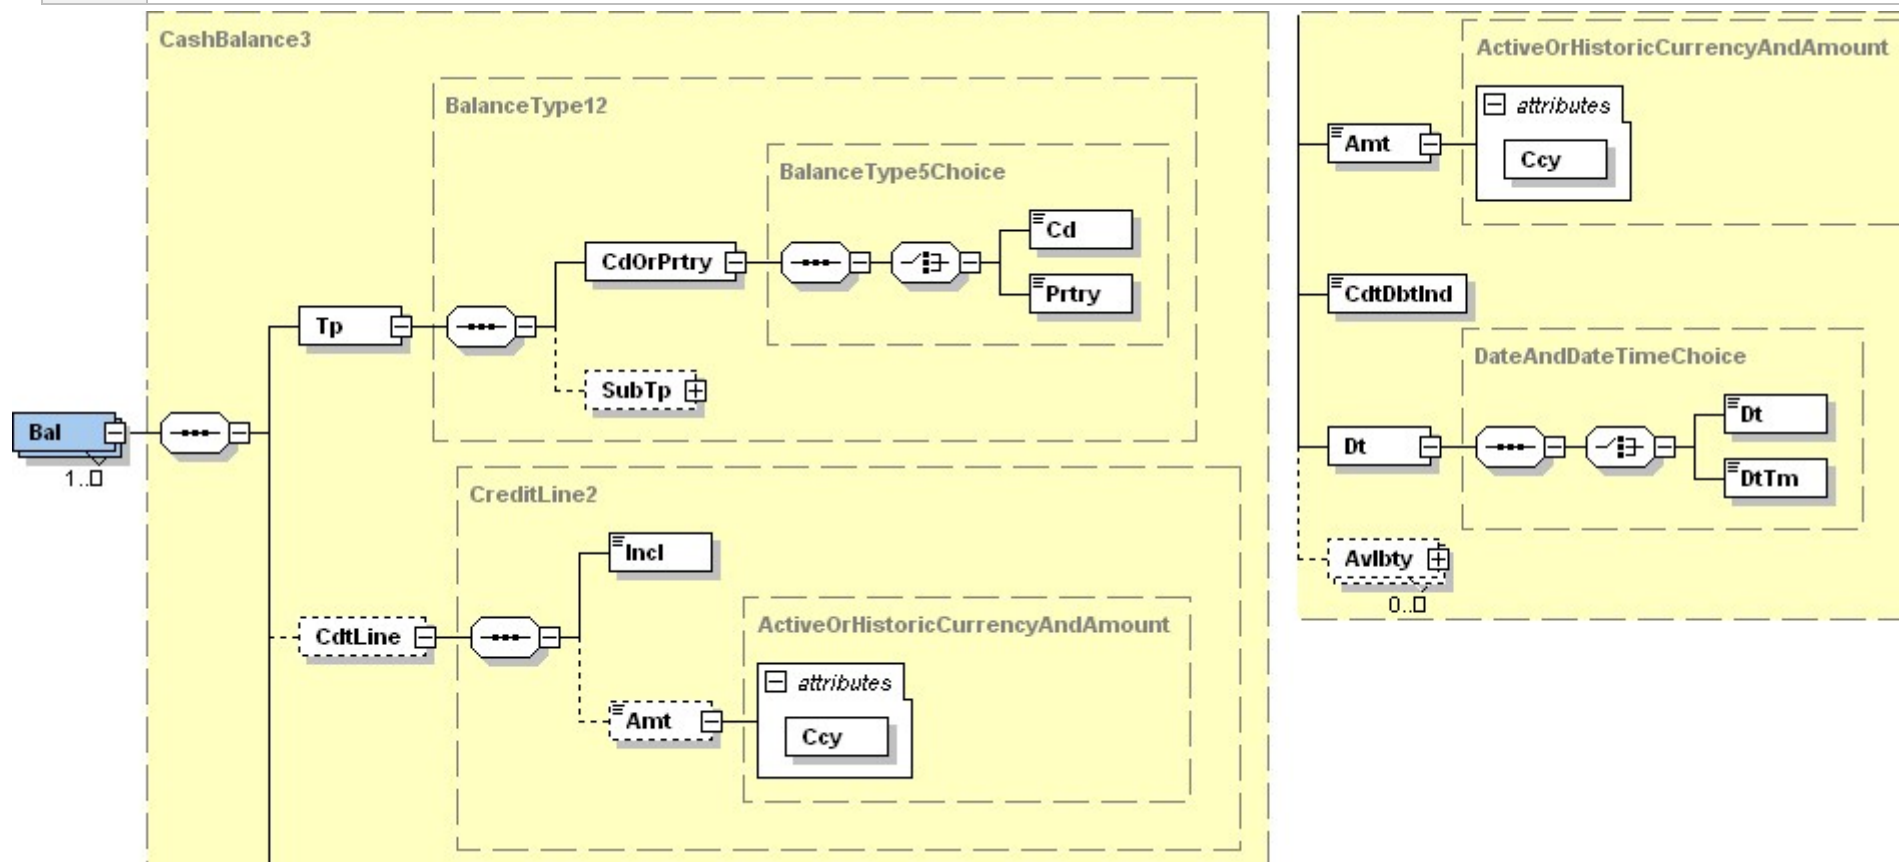 CashBalance3
BalanceType12
BalanceType5Choice
Cd
CdOrPrtry
Prtry
Tp
SubTp
Bal
1..▯
CreditLine2
Incl
CdtLine
ActiveOrHistoricCurrencyAndAmount
attributes
Amt
Ccy
ActiveOrHistoricCurrencyAndAmount
attributes
Amt
Ccy
CdtDbtInd
DateAndDateTimeChoice
Dt
Dt
DtTm
Avlbty
0..▯